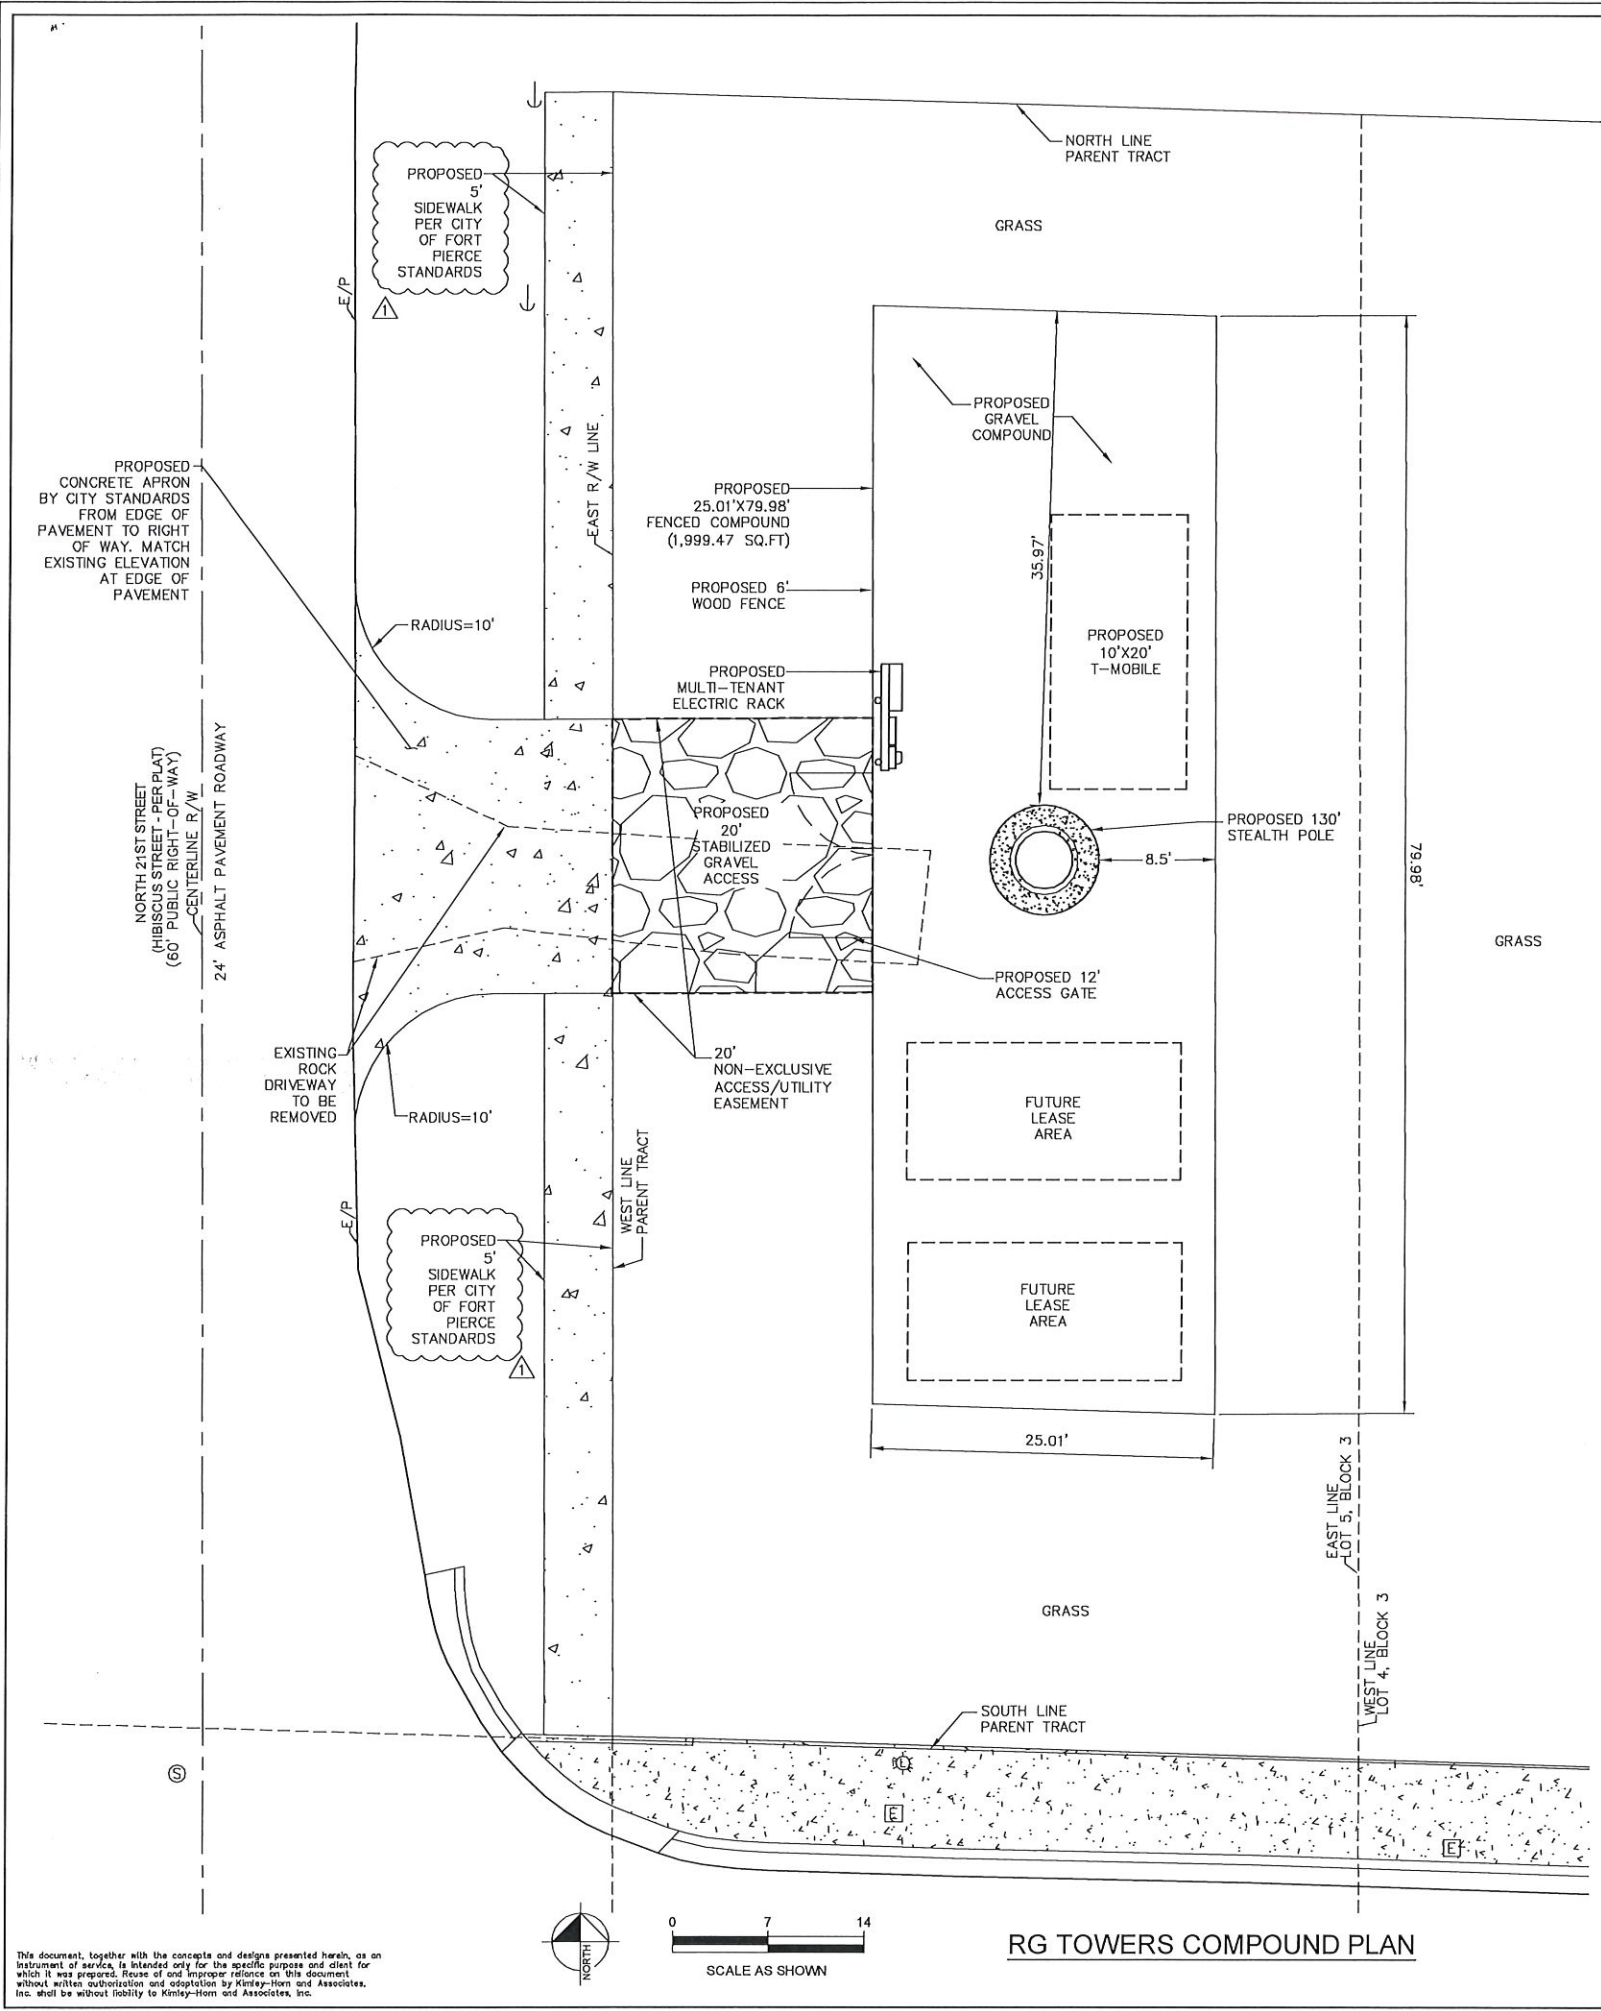 PROPOSED
5'
SIDEWALK
PER CITY
OF FORT
PIERCE
STANDARDS
1
E/P
NORTH LINE
PARENT TRACT
GRASS
PROPOSED
GRAVEL
COMPOUND
PROPOSED
CONCRETE APRON
BY CITY STANDARDS
FROM EDGE OF
PAVEMENT TO RIGHT
OF WAY. MATCH
EXISTING ELEVATION
AT EDGE OF
PAVEMENT
EAST R/W LINE
PROPOSED
25.01'X79.98'
FENCED COMPOUND
(1,999.47 SQ.FT)
PROPOSED 6'
WOOD FENCE
35.97'
RADIUS=10'
PROPOSED
10'X20'
T-MOBILE
PROPOSED
MULTI-TENANT
ELECTRIC RACK
NORTH 21ST STREET
(HIBISCUS STREET - PER PLAT)
(60' PUBLIC RIGHT-OF-WAY)
CENTERLINE R/W
24' ASPHALT PAVEMENT ROADWAY
PROPOSED
20'
STABILIZED
GRAVEL
ACCESS
PROPOSED 130'
STEALTH POLE
8.5'
79.98'
GRASS
PROPOSED 12'
ACCESS GATE
EXISTING
ROCK
DRIVEWAY
TO BE
REMOVED
RADIUS=10'
20'
NON-EXCLUSIVE
ACCESS/UTILITY
EASEMENT
FUTURE
LEASE
AREA
WEST LINE
PARENT TRACT
E/P
PROPOSED
5'
SIDEWALK
PER CITY
OF FORT
PIERCE
STANDARDS
1
FUTURE
LEASE
AREA
25.01'
EAST LINE
LOT 5, BLOCK 3
GRASS
WEST LINE
LOT 4, BLOCK 3
SOUTH LINE
PARENT TRACT
S
E
E
NORTH
0 7 14
SCALE AS SHOWN
RG TOWERS COMPOUND PLAN
This document, together with the concepts and designs presented herein, as an
instrument of service, is intended only for the specific purpose and client for
which it was prepared. Reuse of and improper reliance on this document
without written authorization and adaptation by Kimley-Horn and Associates,
Inc. shall be without liability to Kimley-Horn and Associates, Inc.